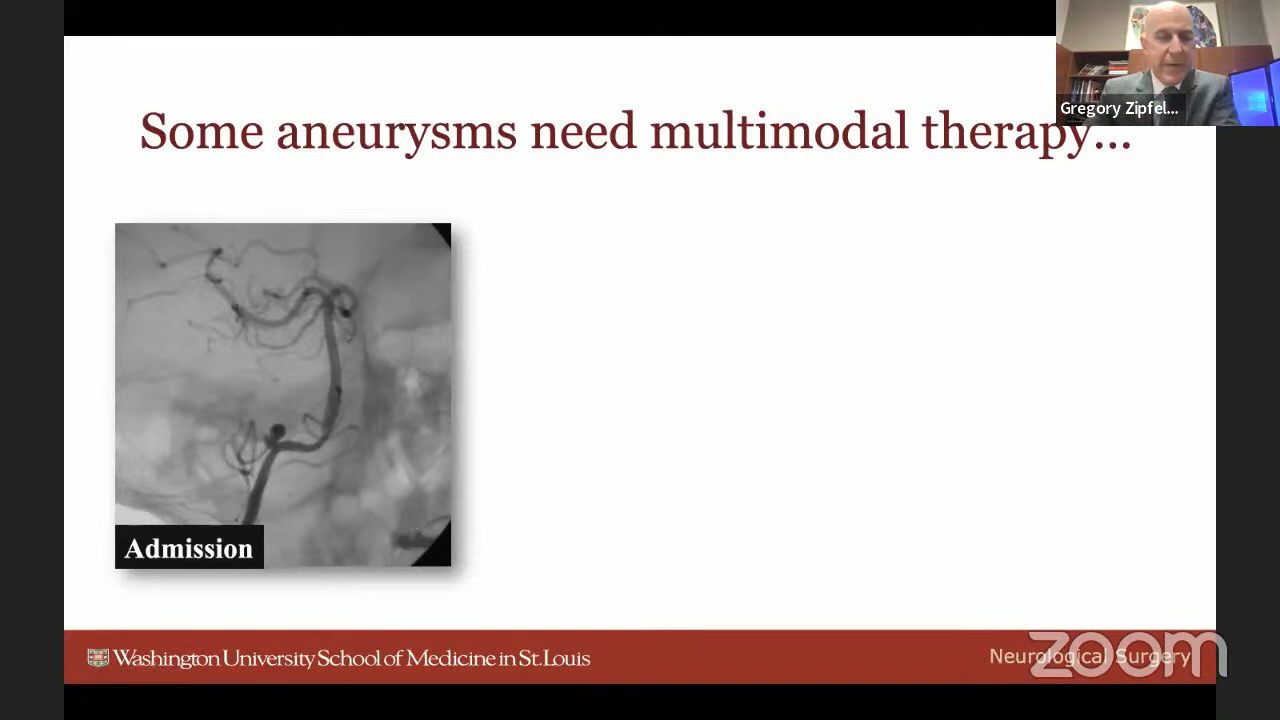 Gregory Zipfel...
Some aneurysms need multimodal therapy...
Admission
Washington University School of Medicine in St. Louis
Neurological Surgery
zoom